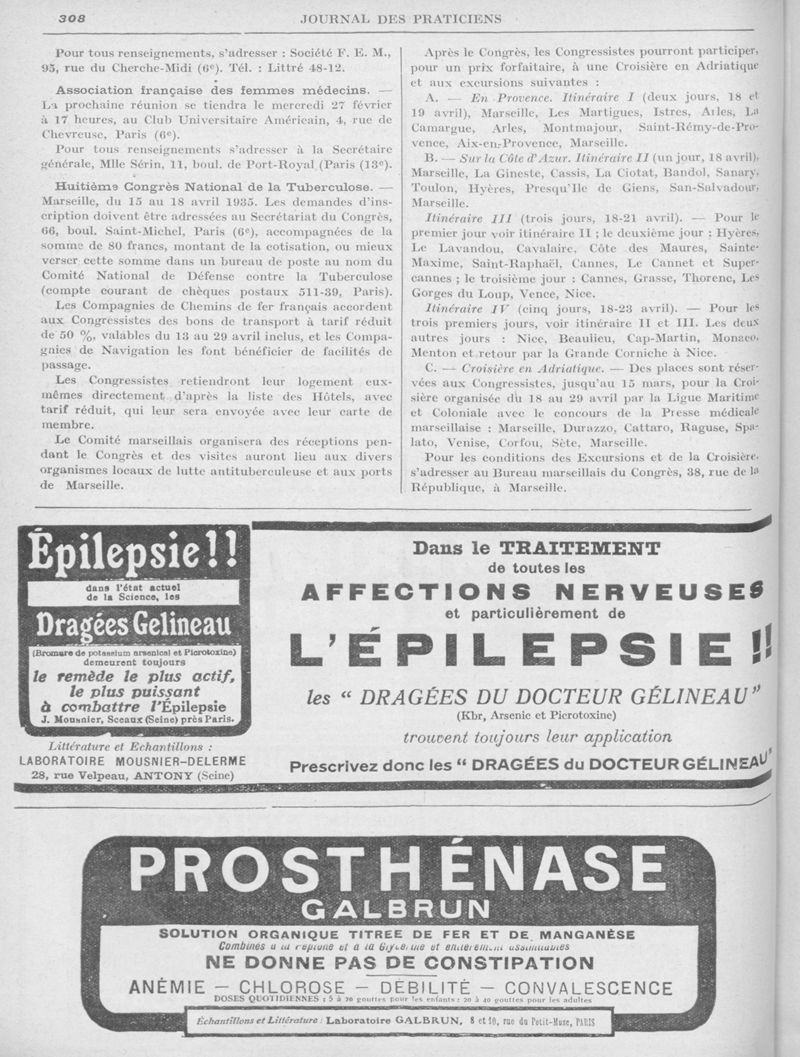 308
JOURNAL DES PRATICIENS
Pour tous renseignements, s'adresser : Société F. E. M.,
95, rue du Cherche-Midi (6e). Tél. : Littré 48-12.
Association française des femmes médecins. —
La prochaine réunion se tiendra le mercredi 27 février
à 17 heures, au Club Universitaire Américain, 4, rue de
Chevreuse, Paris (6e).
Pour tous renseignements s'adresser à la Secrétaire
générale, Mlle Sérin, 11, boul. de Port-Royal (Paris (13e).
Huitième Congrès National de la Tuberculose. —
Marseille, du 15 au 18 avril 1935. Les demandes d'ins-
cription doivent être adressées au Secrétariat du Congrès,
66, boul. Saint-Michel, Paris (6e), accompagnées de la
somme de 80 francs, montant de la cotisation, ou mieux
verser cette somme dans un bureau de poste au nom du
Comité National de Défense contre la Tuberculose
(compte courant de chèques postaux 511-39, Paris).
Les Compagnies de Chemins de fer français accordent
aux Congressistes des bons de transport à tarif réduit
de 50 %, valables du 13 au 29 avril inclus, et les Compa-
gnies de Navigation les font bénéficier de facilités de
passage.
Les Congressistes retiendront leur logement eux-
mêmes directement d'après la liste des Hôtels, avec
tarif réduit, qui leur sera envoyée avec leur carte de
membre.
Le Comité marseillais organisera des réceptions pen-
dant le Congrès et des visites auront lieu aux divers
organismes locaux de lutte antituberculeuse et aux ports
de Marseille.
Après le Congrès, les Congressistes pourront participer,
pour un prix forfaitaire, à une Croisière en Adriatique
et aux excursions suivantes :
A. — En Provence. Itinéraire I (deux jours, 18 et
19 avril), Marseille, Les Martigues, Istres, Arles, La
Camargue, Arles, Montmajour, Saint-Rémy-de-Pro-
vence, Aix-en-Provence, Marseille.
B. — Sur la Côte d'Azur. Itinéraire II (un jour, 18 avril),
Marseille, La Gineste, Cassis, La Ciotat, Bandol, Sanary,
Toulon, Hyères, Presqu'Ile de Giens, San-Salvadour,
Marseille.
Itinéraire III (trois jours, 18-21 avril). — Pour le
premier jour voir itinéraire II ; le deuxième jour : Hyères,
Le Lavandou, Cavalaire, Côte des Maures, Sainte-
Maxime, Saint-Raphaël, Cannes, Le Cannet et Super-
cannes ; le troisième jour : Cannes, Grasse, Thorenc, Les
Gorges du Loup, Vence, Nice.
Itinéraire IV (cinq jours, 18-23 avril). — Pour les
trois premiers jours, voir itinéraire II et III. Les deux
autres jours : Nice, Beaulieu, Cap-Martin, Monaco,
Menton et retour par la Grande Corniche à Nice.
C. — Croisière en Adriatique. — Des places sont réser-
vées aux Congressistes, jusqu'au 15 mars, pour la Croi-
sière organisée du 18 au 29 avril par la Ligue Maritime
et Coloniale avec le concours de la Presse médicale
marseillaise : Marseille, Durazzo, Cattaro, Raguse, Spa-
lato, Venise, Corfou, Sète, Marseille.
Pour les conditions des Excursions et de la Croisière,
s'adresser au Bureau marseillais du Congrès, 38, rue de la
République, à Marseille.
Épilepsie!!
dans l'état actuel
de la Science, les
Dragées Gelineau
(Bromure de potassium arsenical et Picrotoxine)
demeurent toujours
le remède le plus actif,
le plus puissant
à combattre l'Épilepsie
J. Mousnier, Sceaux (Seine) près Paris.
Littérature et Echantillons :
LABORATOIRE MOUSNIER-DELERME
28, rue Velpeau, ANTONY (Seine)
Dans le TRAITEMENT
de toutes les
AFFECTIONS NERVEUSES
et particulièrement de
L'ÉPILEPSIE!!
les “ DRAGÉES DU DOCTEUR GÉLINEAU”
(Kbr, Arsenic et Picrotoxine)
trouvent toujours leur application
Prescrivez donc les “ DRAGÉES du DOCTEUR GÉLINEAU”
PROSTHÉNASE
GALBRUN
SOLUTION ORGANIQUE TITREE DE FER ET DE MANGANÈSE
Combinés à la peptone et à la Glycérine et entièrement assimilables
NE DONNE PAS DE CONSTIPATION
ANÉMIE — CHLOROSE — DÉBILITÉ — CONVALESCENCE
DOSES QUOTIDIENNES : 5 à 20 gouttes pour les enfants : 20 à 40 gouttes pour les adultes
Échantillons et Littérature : Laboratoire GALBRUN, 8 et 10, rue du Petit-Musc, PARIS